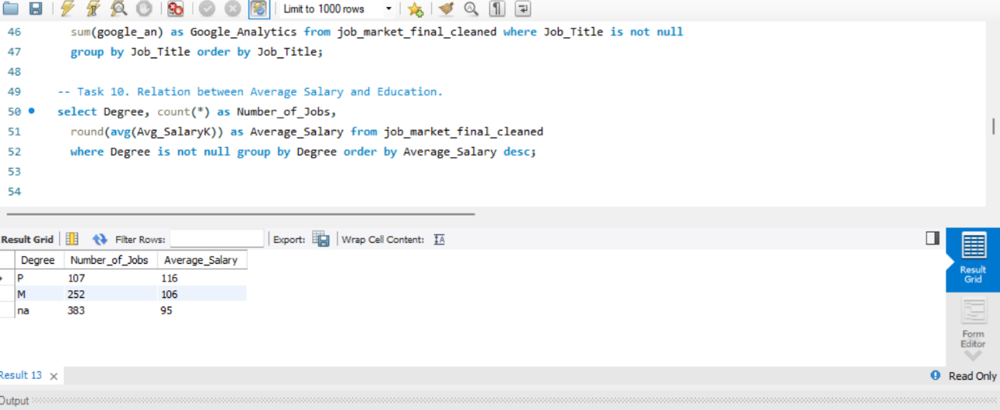 Limit to 1000 rows
46 sum(google_an) as Google_Analytics from job_market_final_cleaned where Job_Title is not null
47 group by Job_Title order by Job_Title;
48
49 -- Task 10. Relation between Average Salary and Education.
50 select Degree, count(*) as Number_of_Jobs,
51 round(avg(Avg_SalaryK)) as Average_Salary from job_market_final_cleaned
52 where Degree is not null group by Degree order by Average_Salary desc;
53
54
Result Grid Filter Rows: Export: Wrap Cell Content: IA
Degree Number_of_Jobs Average_Salary
P 107 116
M 252 106
na 383 95
Result
Grid
Form
Editor
Result 13 x Read Only
Output